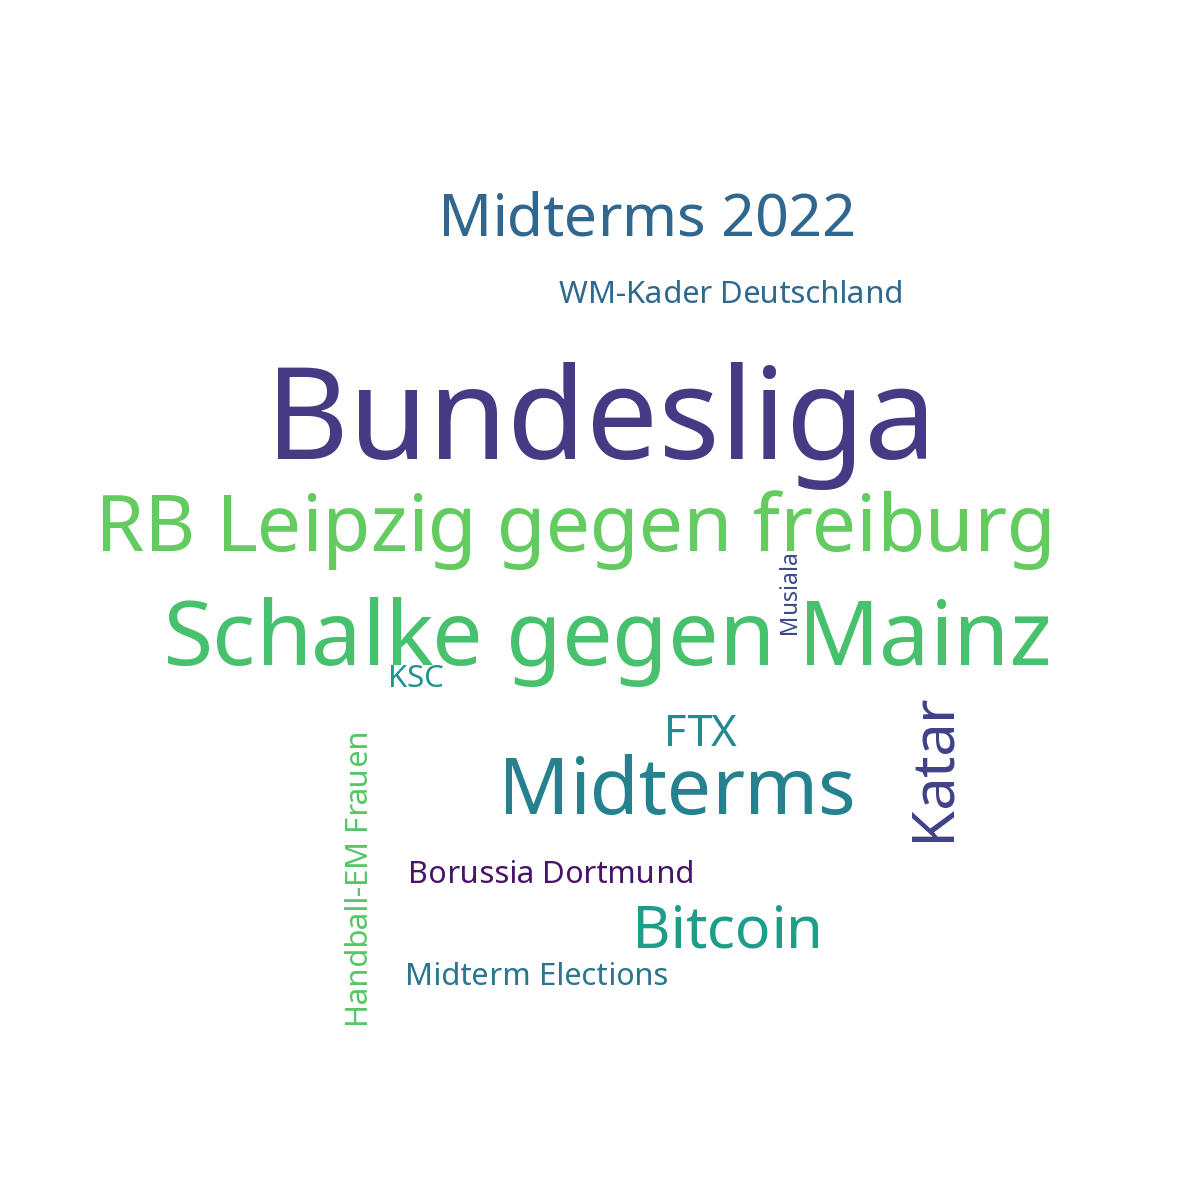 Midterms 2022
WM-Kader Deutschland
Bundesliga
RB Leipzig gegen freiburg
Musiala
Schalke gegen Mainz
KSC
FTX
Katar
Midterms
Handball-EM Frauen
Borussia Dortmund
Bitcoin
Midterm Elections